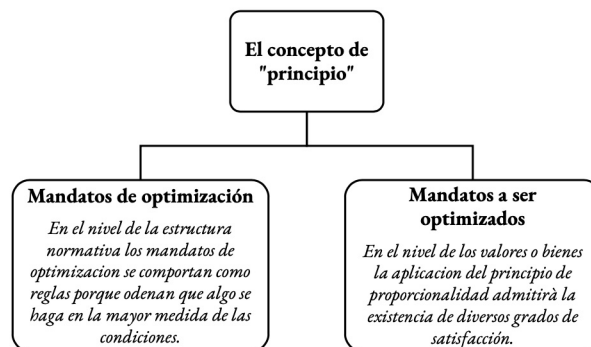 El concepto de
"principio"
Mandatos de optimización
En el nivel de la estructura
normativa los mandatos de
optimizacion se comportan como
reglas porque odenan que algo se
haga en la mayor medida de las
condiciones.
Mandatos a ser
optimizados
En el nivel de los valores o bienes
la aplicacion del principio de
proporcionalidad admitirà la
existencia de diversos grados de
satisfacción.